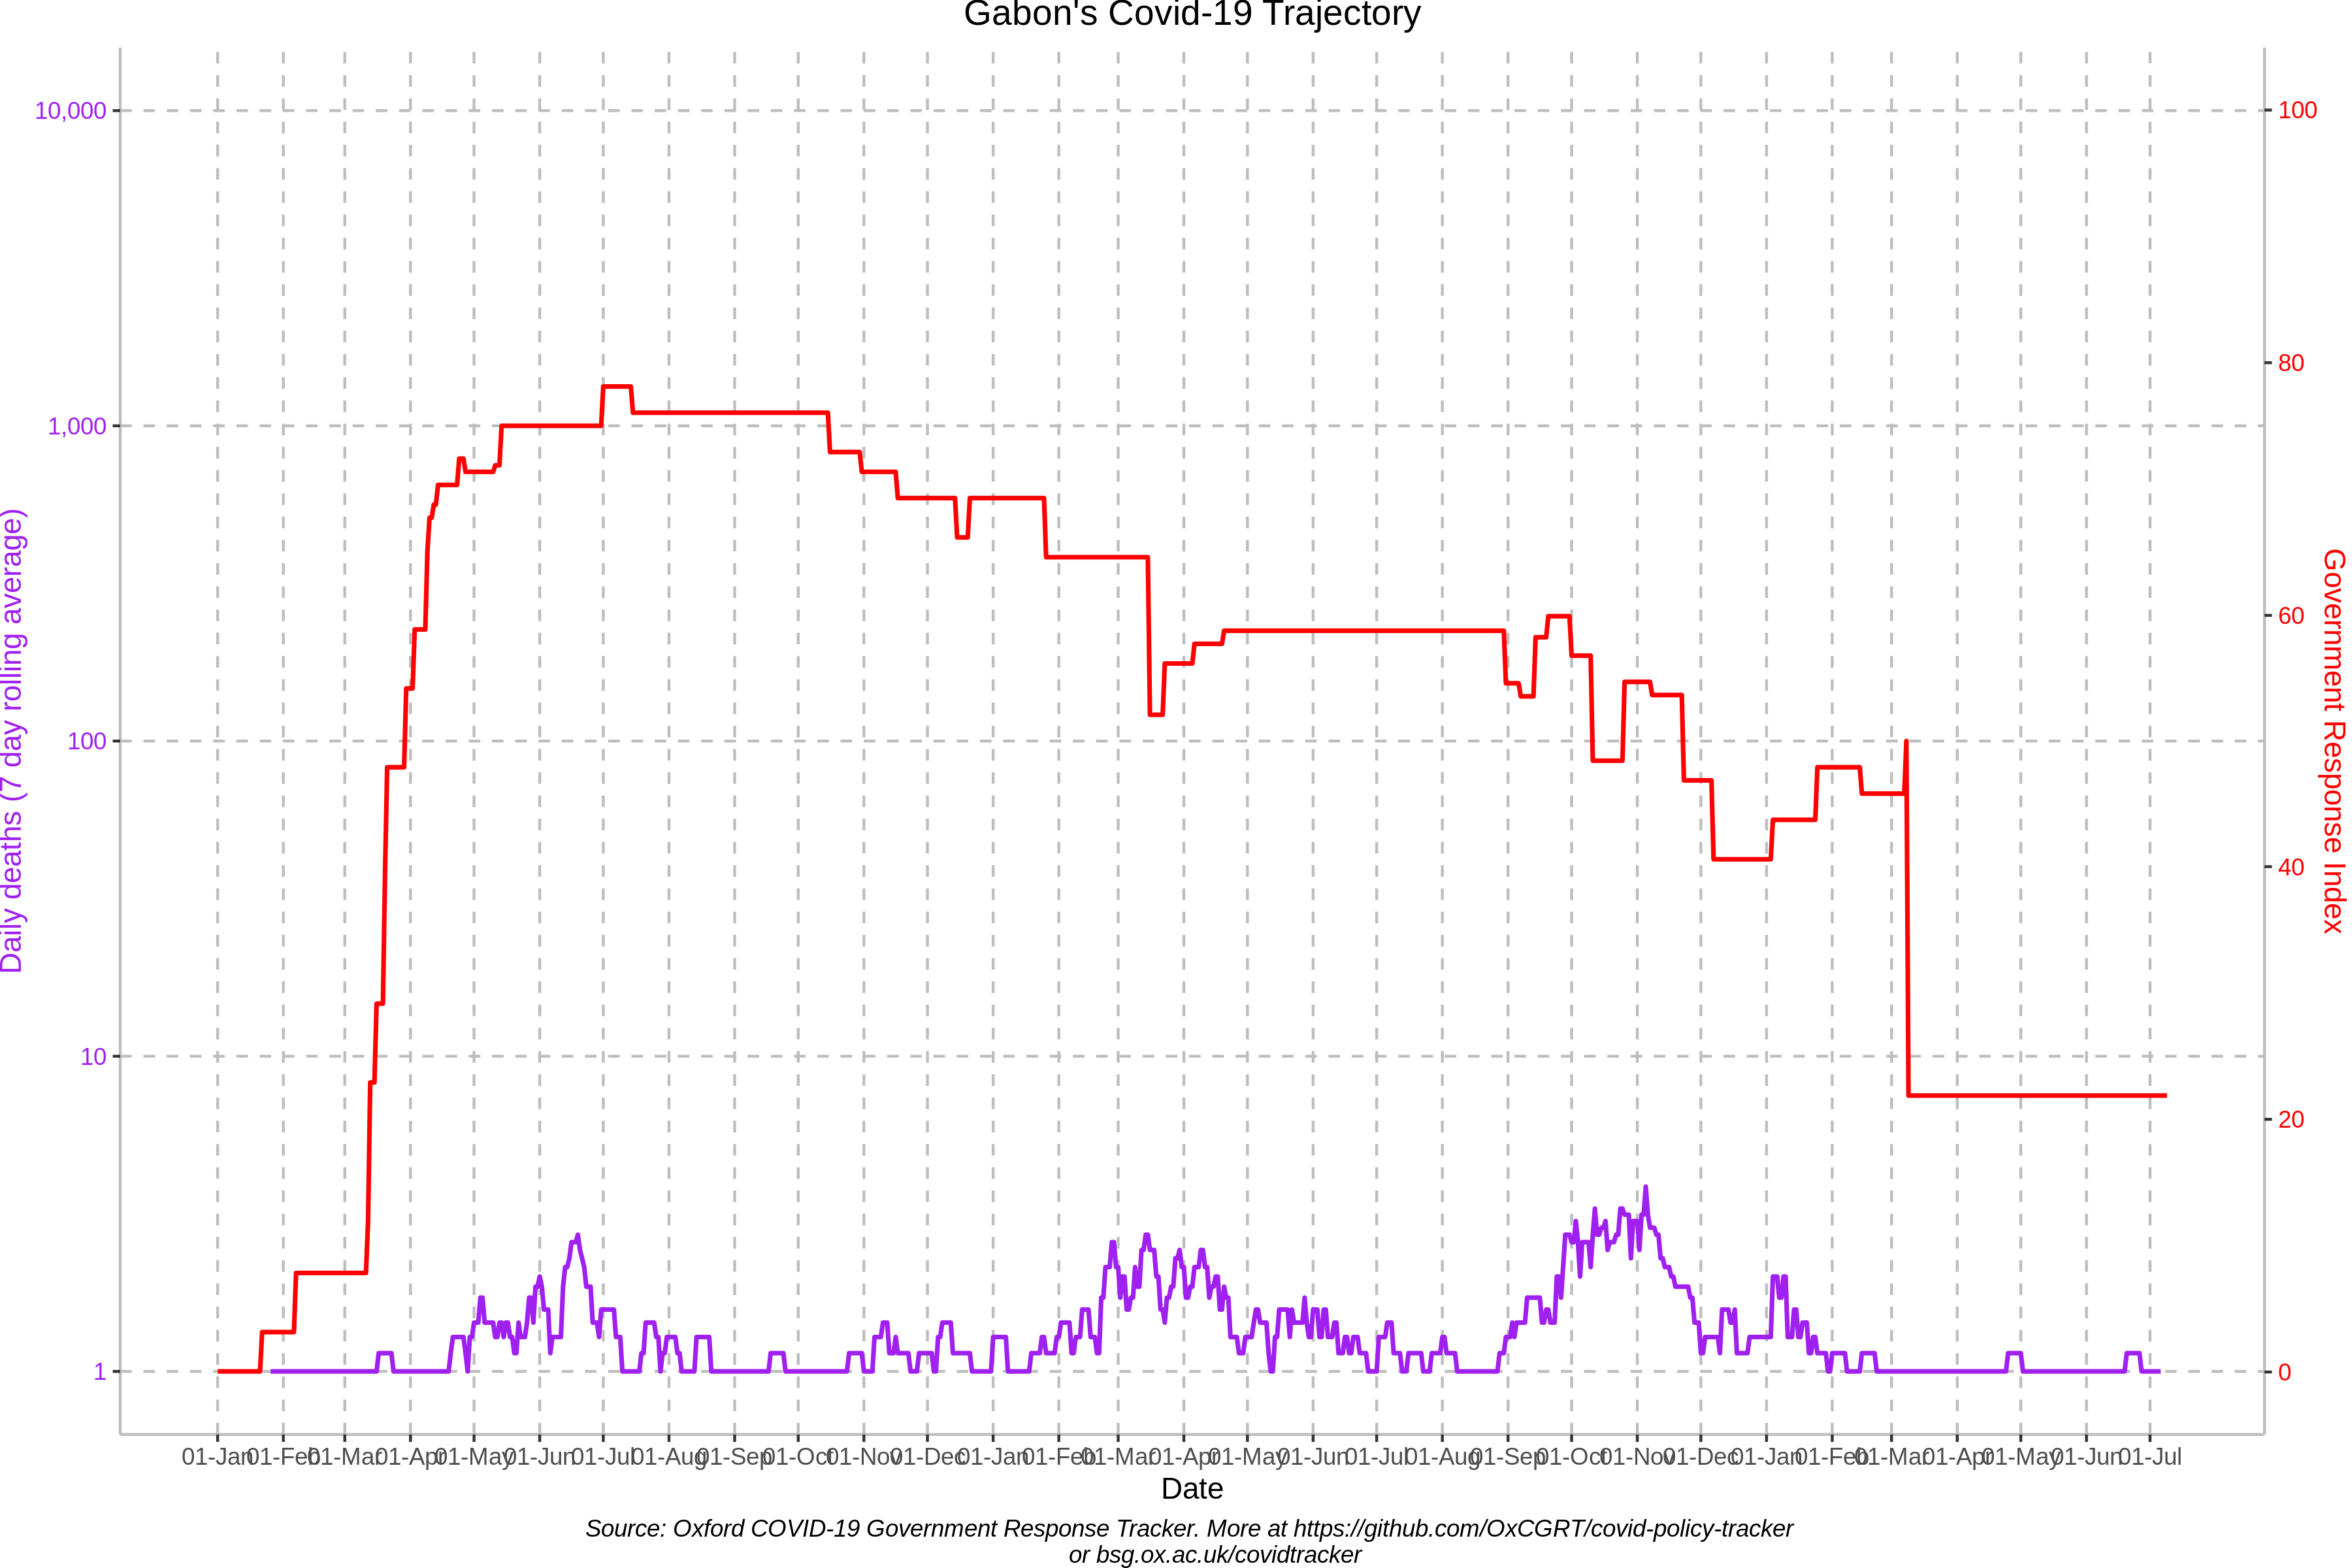 Gabon's Covid-19 Trajectory
10,000
1,000
100
10
1
Daily deaths (7 day rolling average)
100
80
60
40
20
0
Government Response Index
01-Jan 01-Feb 01-Mar 01-Apr 01-May 01-Jun 01-Jul 01-Aug 01-Sep 01-Oct 01-Nov 01-Dec 01-Jan 01-Feb 01-Mar 01-Apr 01-May 01-Jun 01-Jul 01-Aug 01-Sep 01-Oct 01-Nov 01-Dec 01-Jan 01-Feb 01-Mar 01-Apr 01-May 01-Jun 01-Jul
Date
Source: Oxford COVID-19 Government Response Tracker. More at https://github.com/OxCGRT/covid-policy-tracker
or bsg.ox.ac.uk/covidtracker